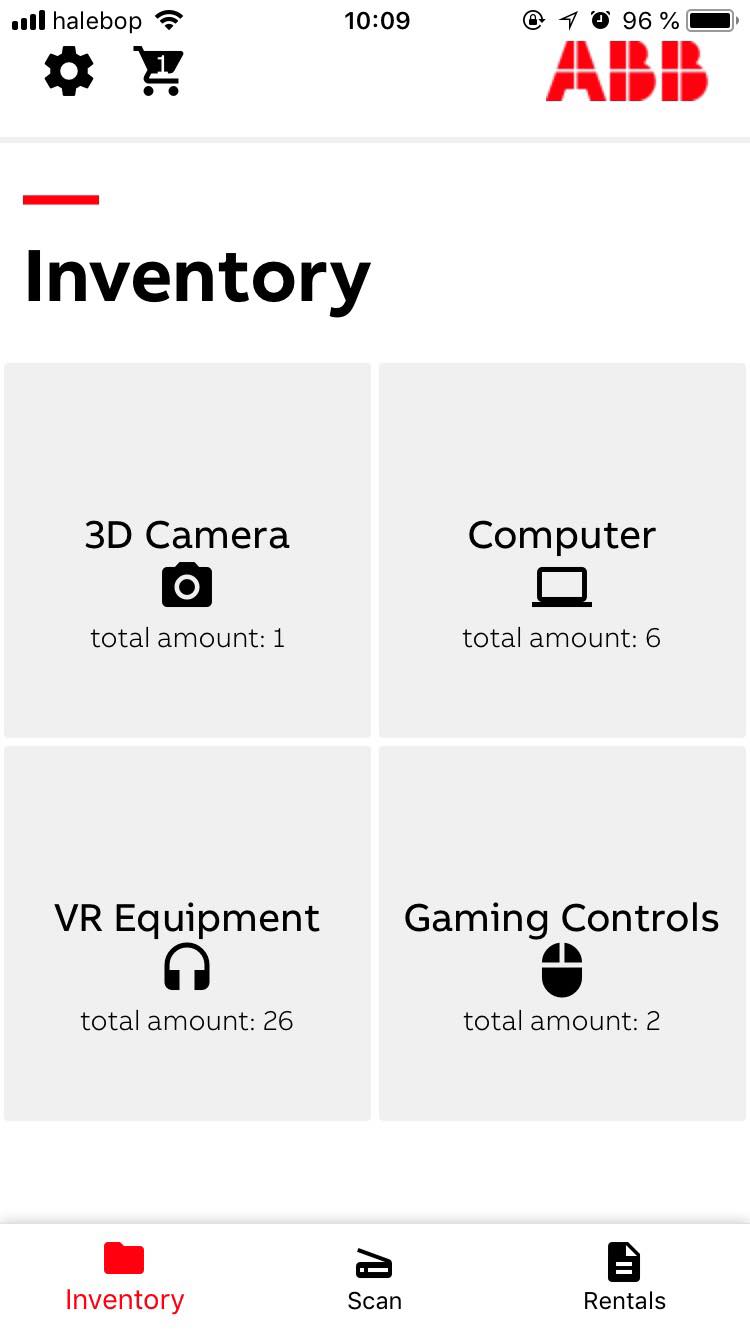 halebop 10:09 96 %
1 ABB
Inventory
3D Camera
total amount: 1
Computer
total amount: 6
VR Equipment
total amount: 26
Gaming Controls
total amount: 2
Inventory Scan Rentals